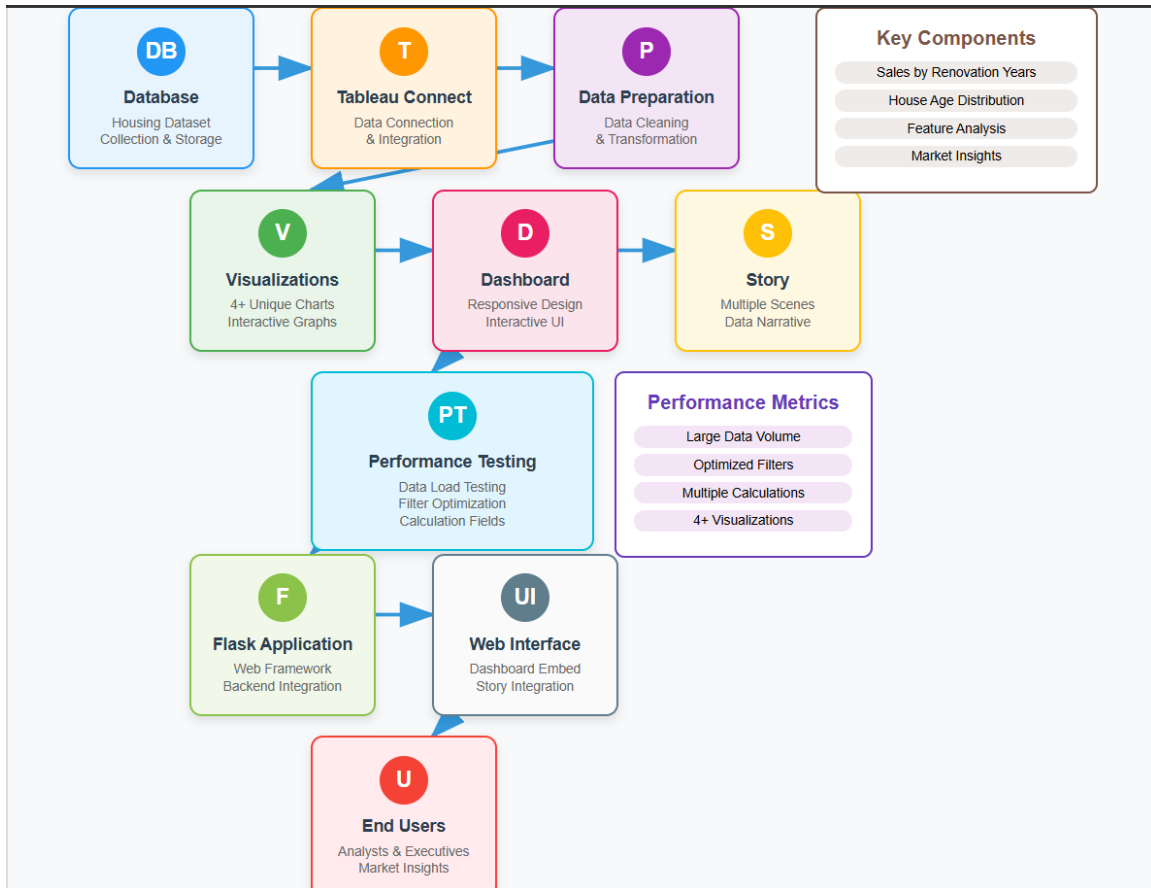 DB
Database
Housing Dataset
Collection & Storage
T
Tableau Connect
Data Connection
& Integration
P
Data Preparation
Data Cleaning
& Transformation
Key Components
Sales by Renovation Years
House Age Distribution
Feature Analysis
Market Insights
V
Visualizations
4+ Unique Charts
Interactive Graphs
D
Dashboard
Responsive Design
Interactive UI
S
Story
Multiple Scenes
Data Narrative
PT
Performance Testing
Data Load Testing
Filter Optimization
Calculation Fields
Performance Metrics
Large Data Volume
Optimized Filters
Multiple Calculations
4+ Visualizations
F
Flask Application
Web Framework
Backend Integration
UI
Web Interface
Dashboard Embed
Story Integration
U
End Users
Analysts & Executives
Market Insights